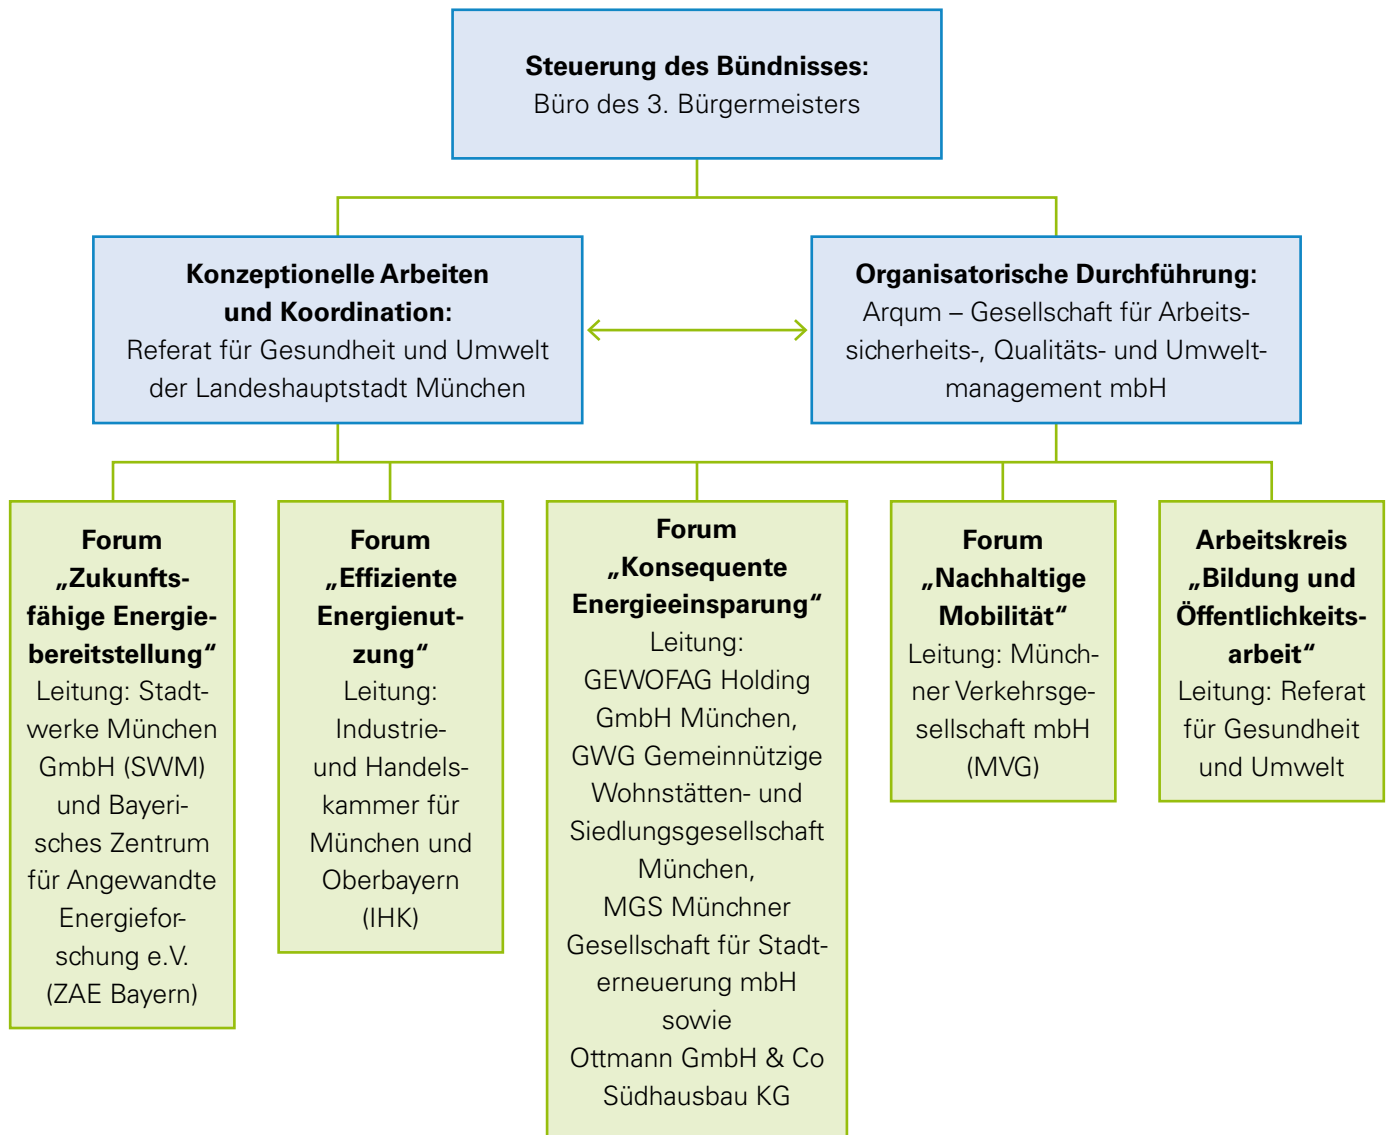 Steuerung des Bündnisses:
Büro des 3. Bürgermeisters
Konzeptionelle Arbeiten
und Koordination:
Referat für Gesundheit und Umwelt
der Landeshauptstadt München
Organisatorische Durchführung:
Arqum – Gesellschaft für Arbeits-
sicherheits-, Qualitäts- und Umwelt-
management mbH
Forum
„Zukunfts-
fähige Energie-
bereitstellung“
Leitung: Stadt-
werke München
GmbH (SWM)
und Bayeri-
sches Zentrum
für Angewandte
Energiefor-
schung e.V.
(ZAE Bayern)
Forum
„Effiziente
Energienut-
zung“
Leitung:
Industrie-
und Handels-
kammer für
München und
Oberbayern
(IHK)
Forum
„Konsequente
Energieeinsparung“
Leitung:
GEWOFAG Holding
GmbH München,
GWG Gemeinnützige
Wohnstätten- und
Siedlungsgesellschaft
München,
MGS Münchner
Gesellschaft für Stadt-
erneuerung mbH
sowie
Ottmann GmbH & Co
Südhausbau KG
Forum
„Nachhaltige
Mobilität“
Leitung: Münch-
ner Verkehrsge-
sellschaft mbH
(MVG)
Arbeitskreis
„Bildung und
Öffentlichkeits-
arbeit“
Leitung: Referat
für Gesundheit
und Umwelt